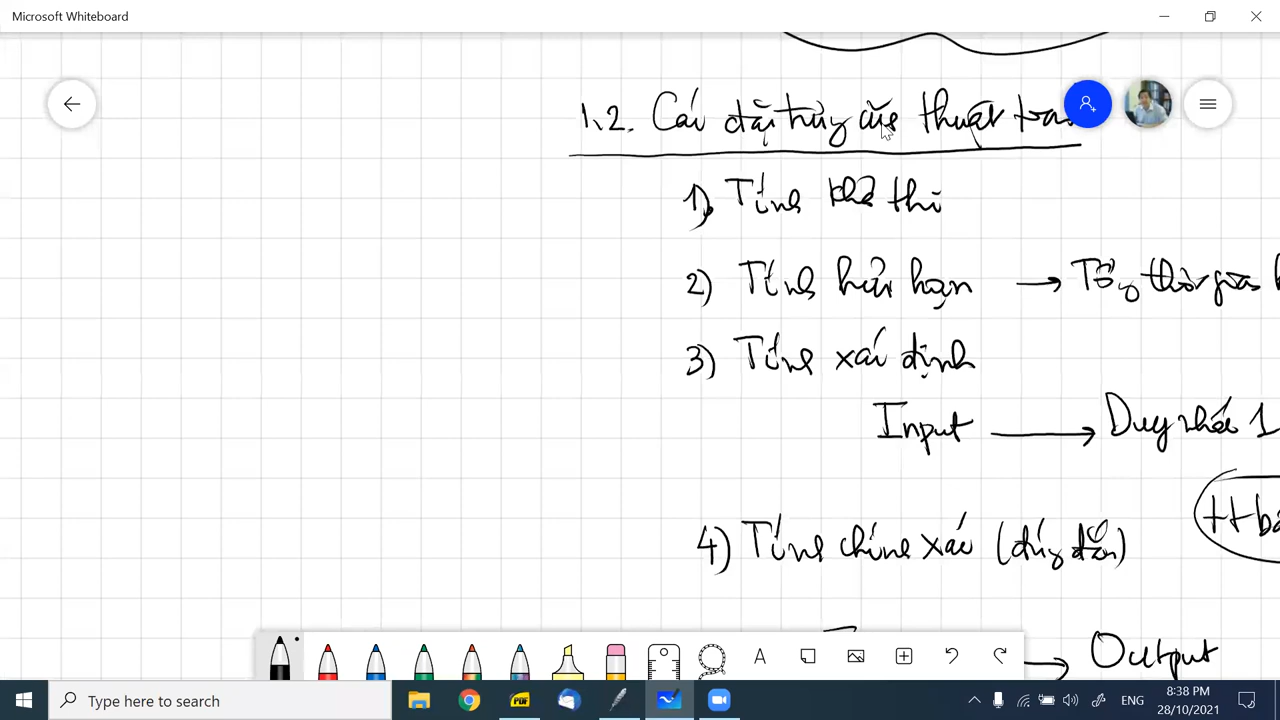 Microsoft Whiteboard
1.2. Các đặc trưng của thuật toán
1) Tính khả thi
2) Tính hữu hạn → Tổng thời gian
3) Tính xác định
Input → Duy nhất 1
4) Tính chính xác (đúng đắn)
→ Output
A
Type here to search
PDF
ENG
8:38 PM
28/10/2021